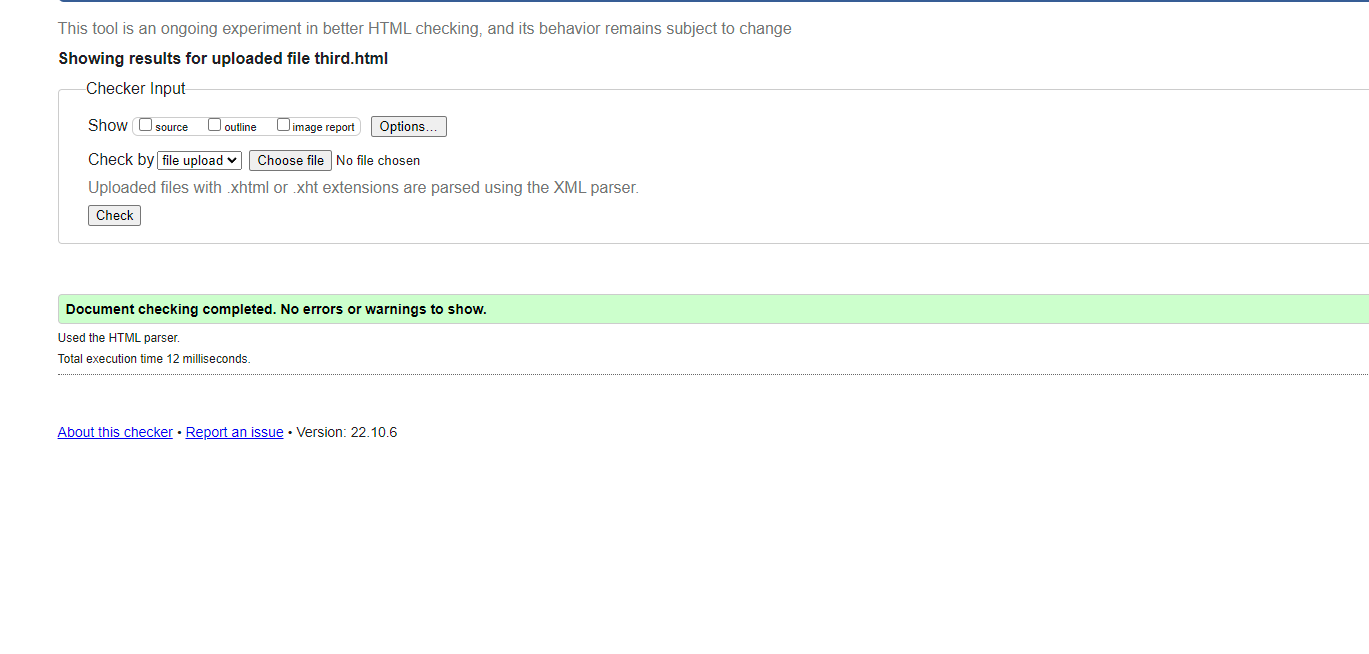 This tool is an ongoing experiment in better HTML checking, and its behavior remains subject to change
Showing results for uploaded file third.html
Checker Input
Show source outline image report Options...
Check by file upload Choose file No file chosen
Uploaded files with .xhtml or .xht extensions are parsed using the XML parser.
Check
Document checking completed. No errors or warnings to show.
Used the HTML parser.
Total execution time 12 milliseconds.
About this checker • Report an issue • Version: 22.10.6